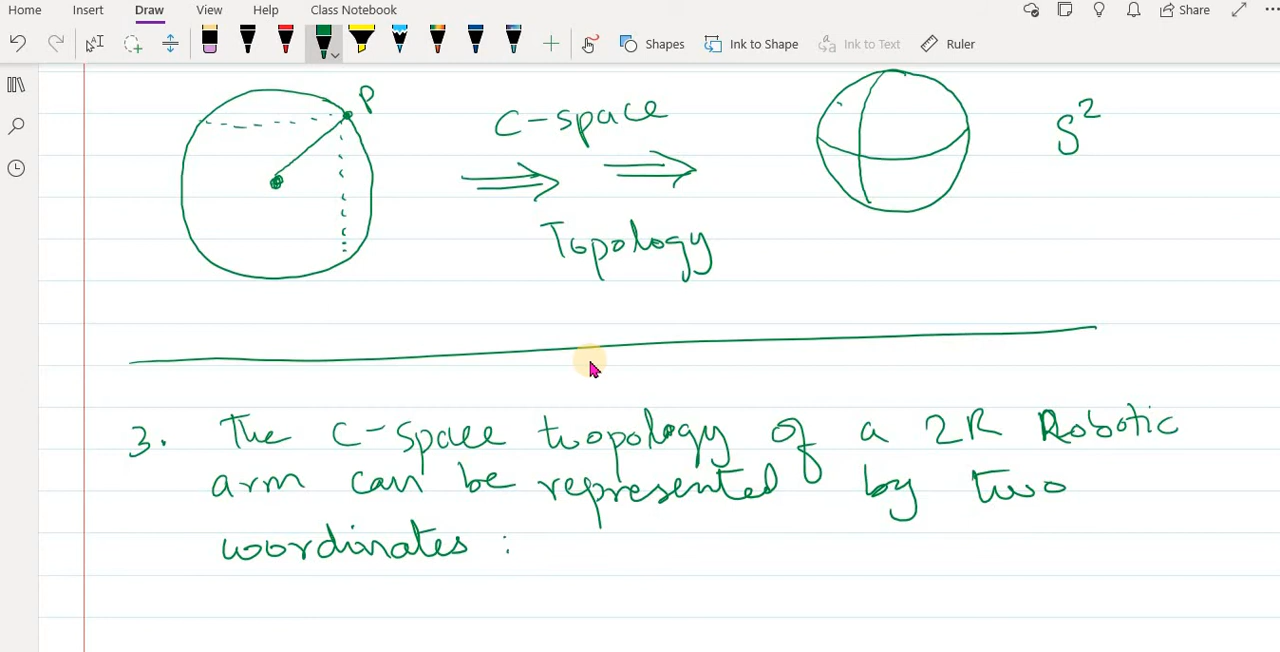 Home Insert Draw View Help Class Notebook Share
Shapes Ink to Shape Ink to Text Ruler
P
C-space
S²
Topology
3. The C-space topology of a 2R Robotic
arm can be represented by two
coordinates :